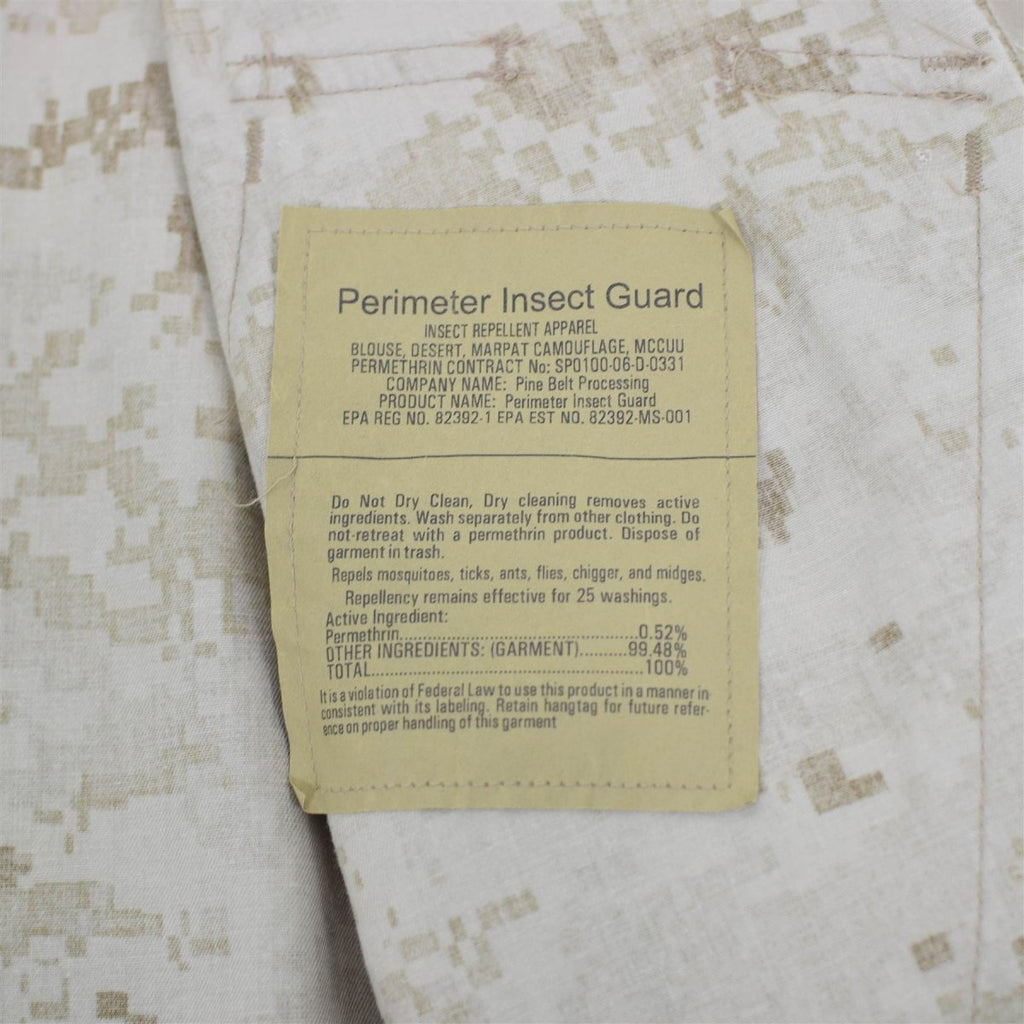 Perimeter Insect Guard
INSECT REPELLENT APPAREL
BLOUSE, DESERT, MARPAT CAMOUFLAGE, MCCUU
PERMETHRIN CONTRACT No: SP0100-06-D-0331
COMPANY NAME: Pine Belt Processing
PRODUCT NAME: Perimeter Insect Guard
EPA REG NO. 82392-1 EPA EST NO. 82392-MS-001
Do Not Dry Clean, Dry cleaning removes active
ingredients. Wash separately from other clothing. Do
not-retreat with a permethrin product. Dispose of
garment in trash.
Repels mosquitoes, ticks, ants, flies, chigger, and midges.
Repellency remains effective for 25 washings.
Active Ingredient:
Permethrin..............................................0.52%
OTHER INGREDIENTS: (GARMENT).........99.48%
TOTAL....................................................100%
It is a violation of Federal Law to use this product in a manner in-
consistent with its labeling. Retain hangtag for future refer-
ence on proper handling of this garment